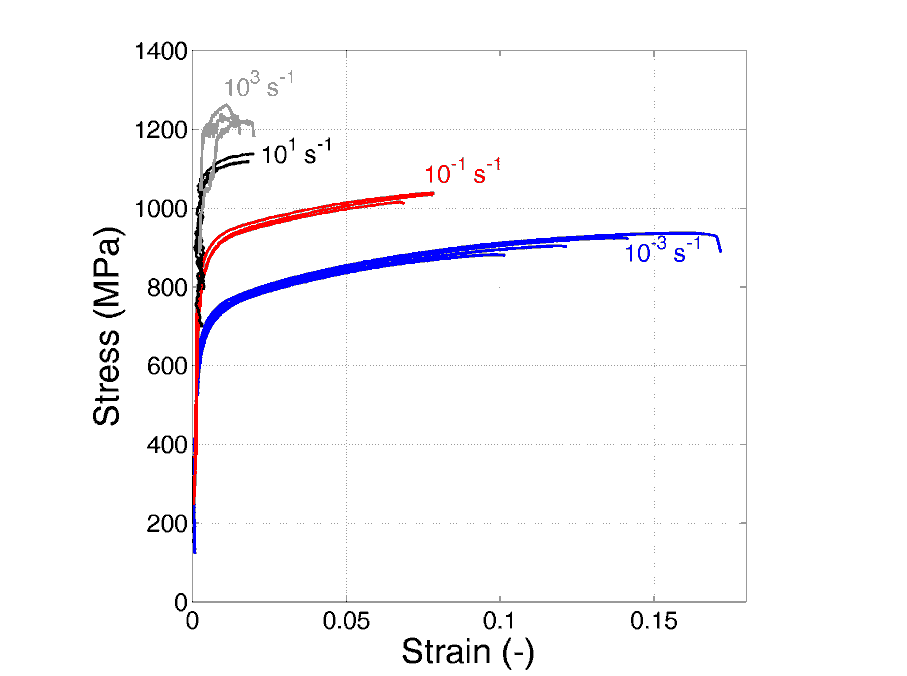 1400
1200
1000
800
600
400
200
0
Stress (MPa)
10³ s⁻¹
10¹ s⁻¹
10⁻¹ s⁻¹
10⁻³ s⁻¹
0 0.05 0.1 0.15
Strain (-)